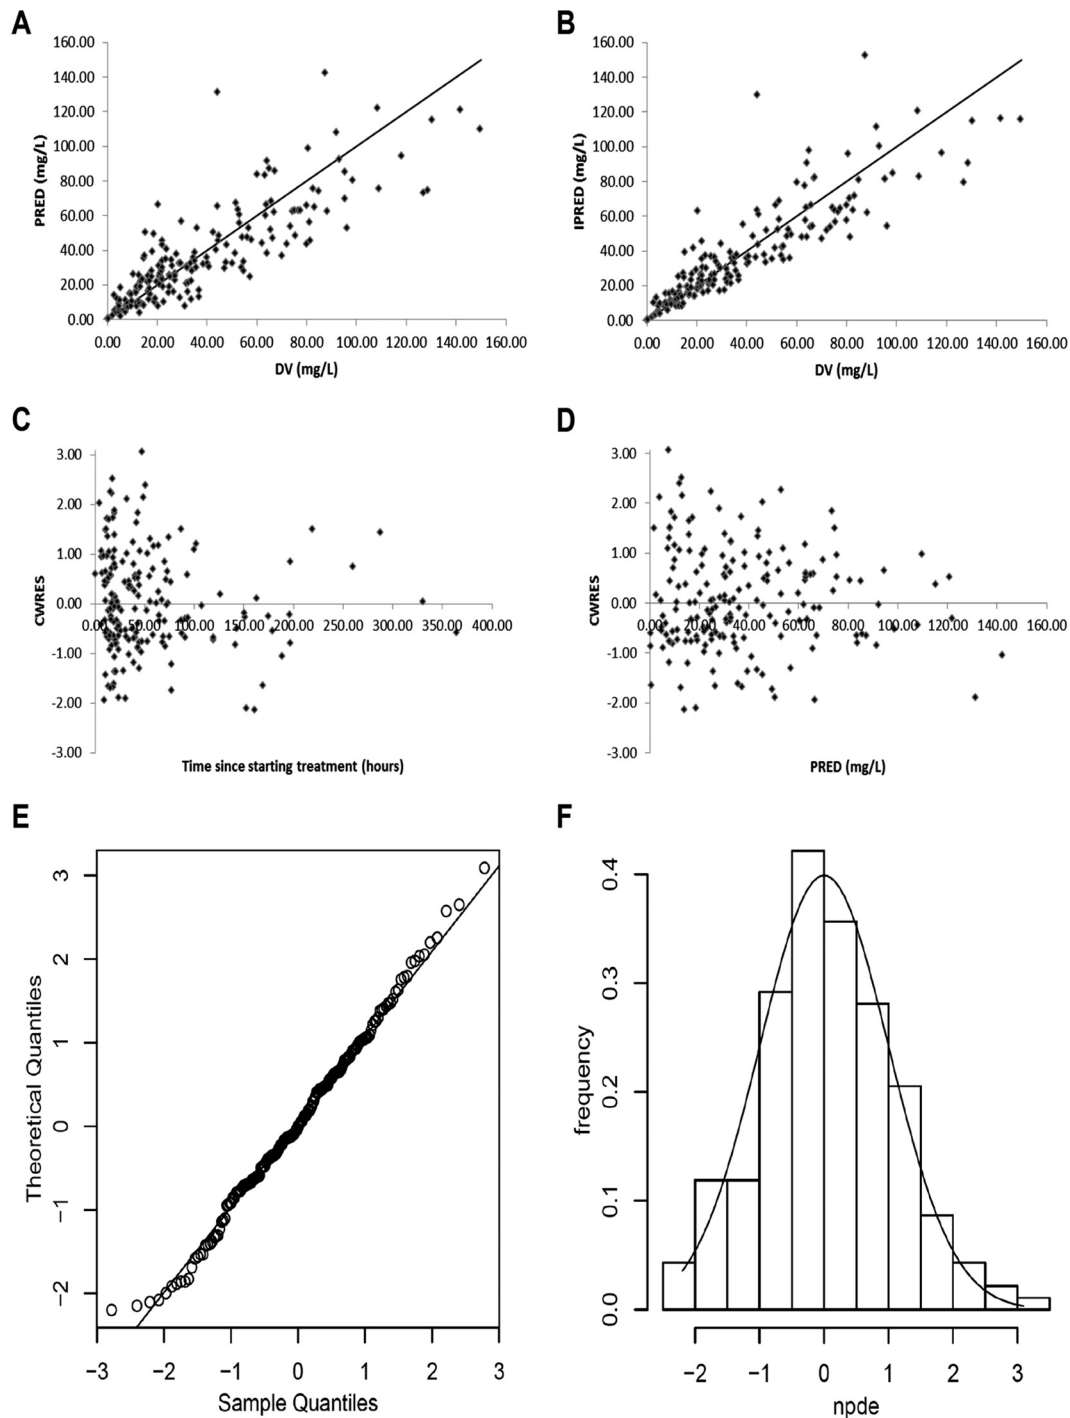 A
160.00
140.00
120.00
100.00
80.00
60.00
40.00
20.00
0.00
PRED (mg/L)
0.00 20.00 40.00 60.00 80.00 100.00 120.00 140.00 160.00
DV (mg/L)
B
160.00
140.00
120.00
100.00
80.00
60.00
40.00
20.00
0.00
IPRED (mg/L)
0.00 20.00 40.00 60.00 80.00 100.00 120.00 140.00 160.00
DV (mg/L)
C
3.00
2.00
1.00
0.00
-1.00
-2.00
-3.00
CWRES
0.00 50.00 100.00 150.00 200.00 250.00 300.00 350.00 400.00
Time since starting treatment (hours)
D
3.00
2.00
1.00
0.00
-1.00
-2.00
-3.00
CWRES
0.00 20.00 40.00 60.00 80.00 100.00 120.00 140.00 160.00
PRED (mg/L)
E
3
2
1
0
−1
−2
Theoretical Quantiles
−3 −2 −1 0 1 2 3
Sample Quantiles
F
0.4
0.3
0.2
0.1
0.0
frequency
−2 −1 0 1 2 3
npde